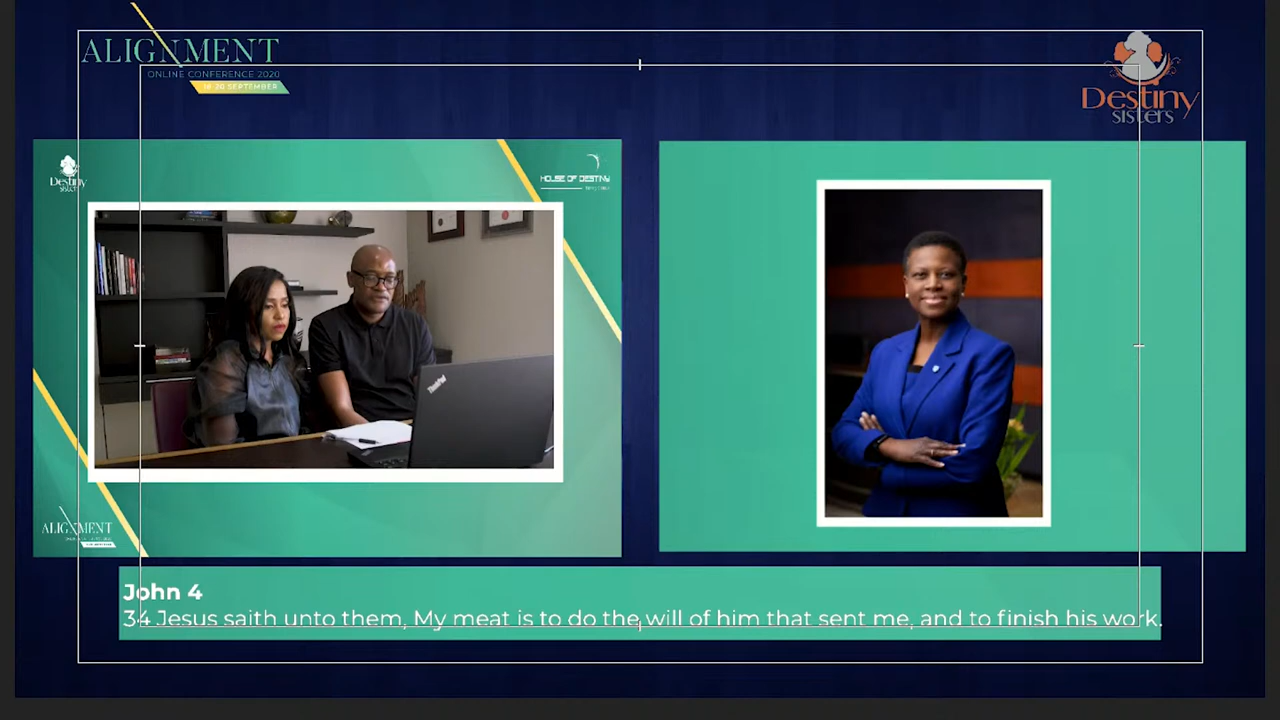 ALIGNMENT
ONLINE CONFERENCE 2020
18-20 SEPTEMBER
Destiny
sisters
Destiny
sisters
HOUSE OF DESTINY
ThinkPad
ALIGNMENT
John 4
34 Jesus saith unto them, My meat is to do the will of him that sent me, and to finish his work.